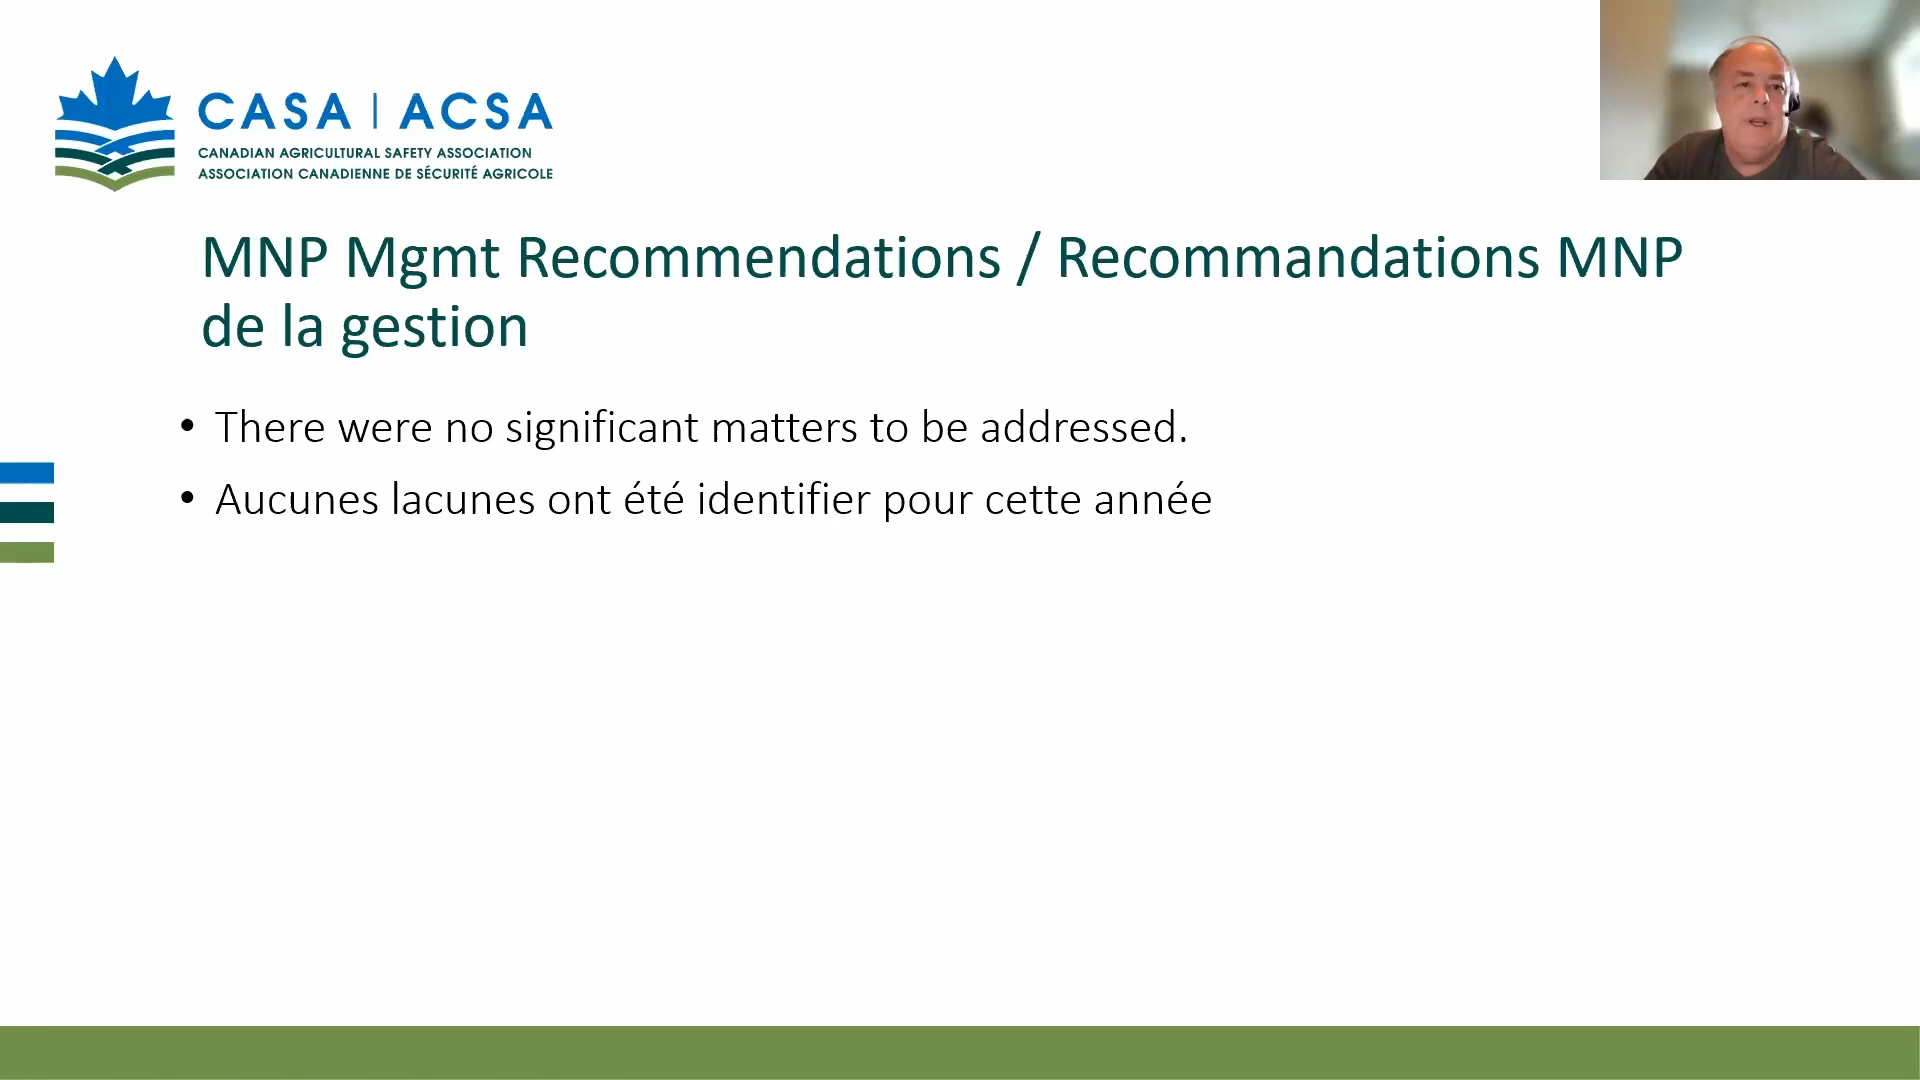 CASA | ACSA
CANADIAN AGRICULTURAL SAFETY ASSOCIATION
ASSOCIATION CANADIENNE DE SÉCURITÉ AGRICOLE
MNP Mgmt Recommendations / Recommandations MNP
de la gestion
• There were no significant matters to be addressed.
• Aucunes lacunes ont été identifier pour cette année